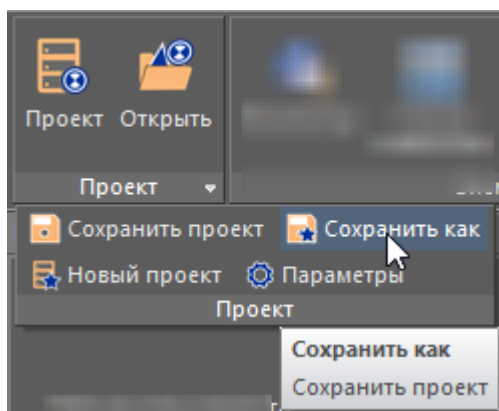 Проект Открыть
Проект
Сохранить проект Сохранить как
Новый проект Параметры
Проект
Сохранить как
Сохранить проект